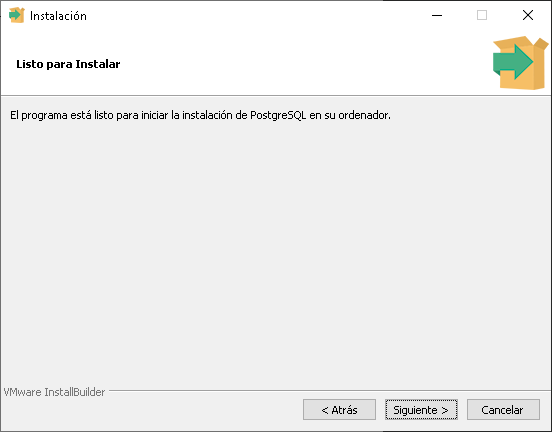 Instalación
Listo para Instalar
El programa está listo para iniciar la instalación de PostgreSQL en su ordenador.
VMware InstallBuilder
< Atrás
Siguiente >
Cancelar